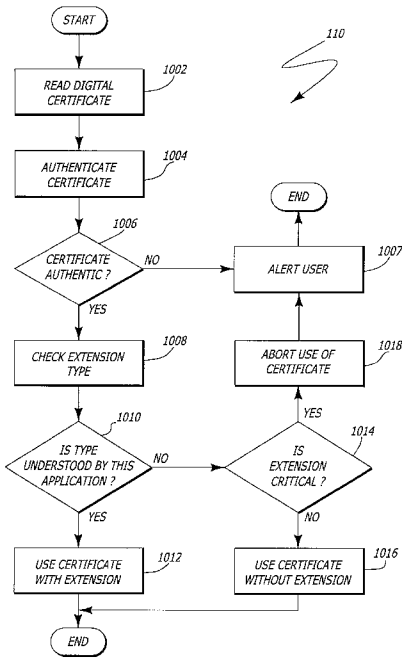 START
110
1002
READ DIGITAL
CERTIFICATE
1004
AUTHENTICATE
CERTIFICATE
END
1006
CERTIFICATE
AUTHENTIC ?
NO
1007
ALERT USER
YES
1008
CHECK EXTENSION
TYPE
1018
ABORT USE OF
CERTIFICATE
1010
YES
1014
IS TYPE
UNDERSTOOD BY THIS
APPLICATION ?
NO
IS
EXTENSION
CRITICAL ?
YES
NO
1012
USE CERTIFICATE
WITH EXTENSION
1016
USE CERTIFICATE
WITHOUT EXTENSION
END